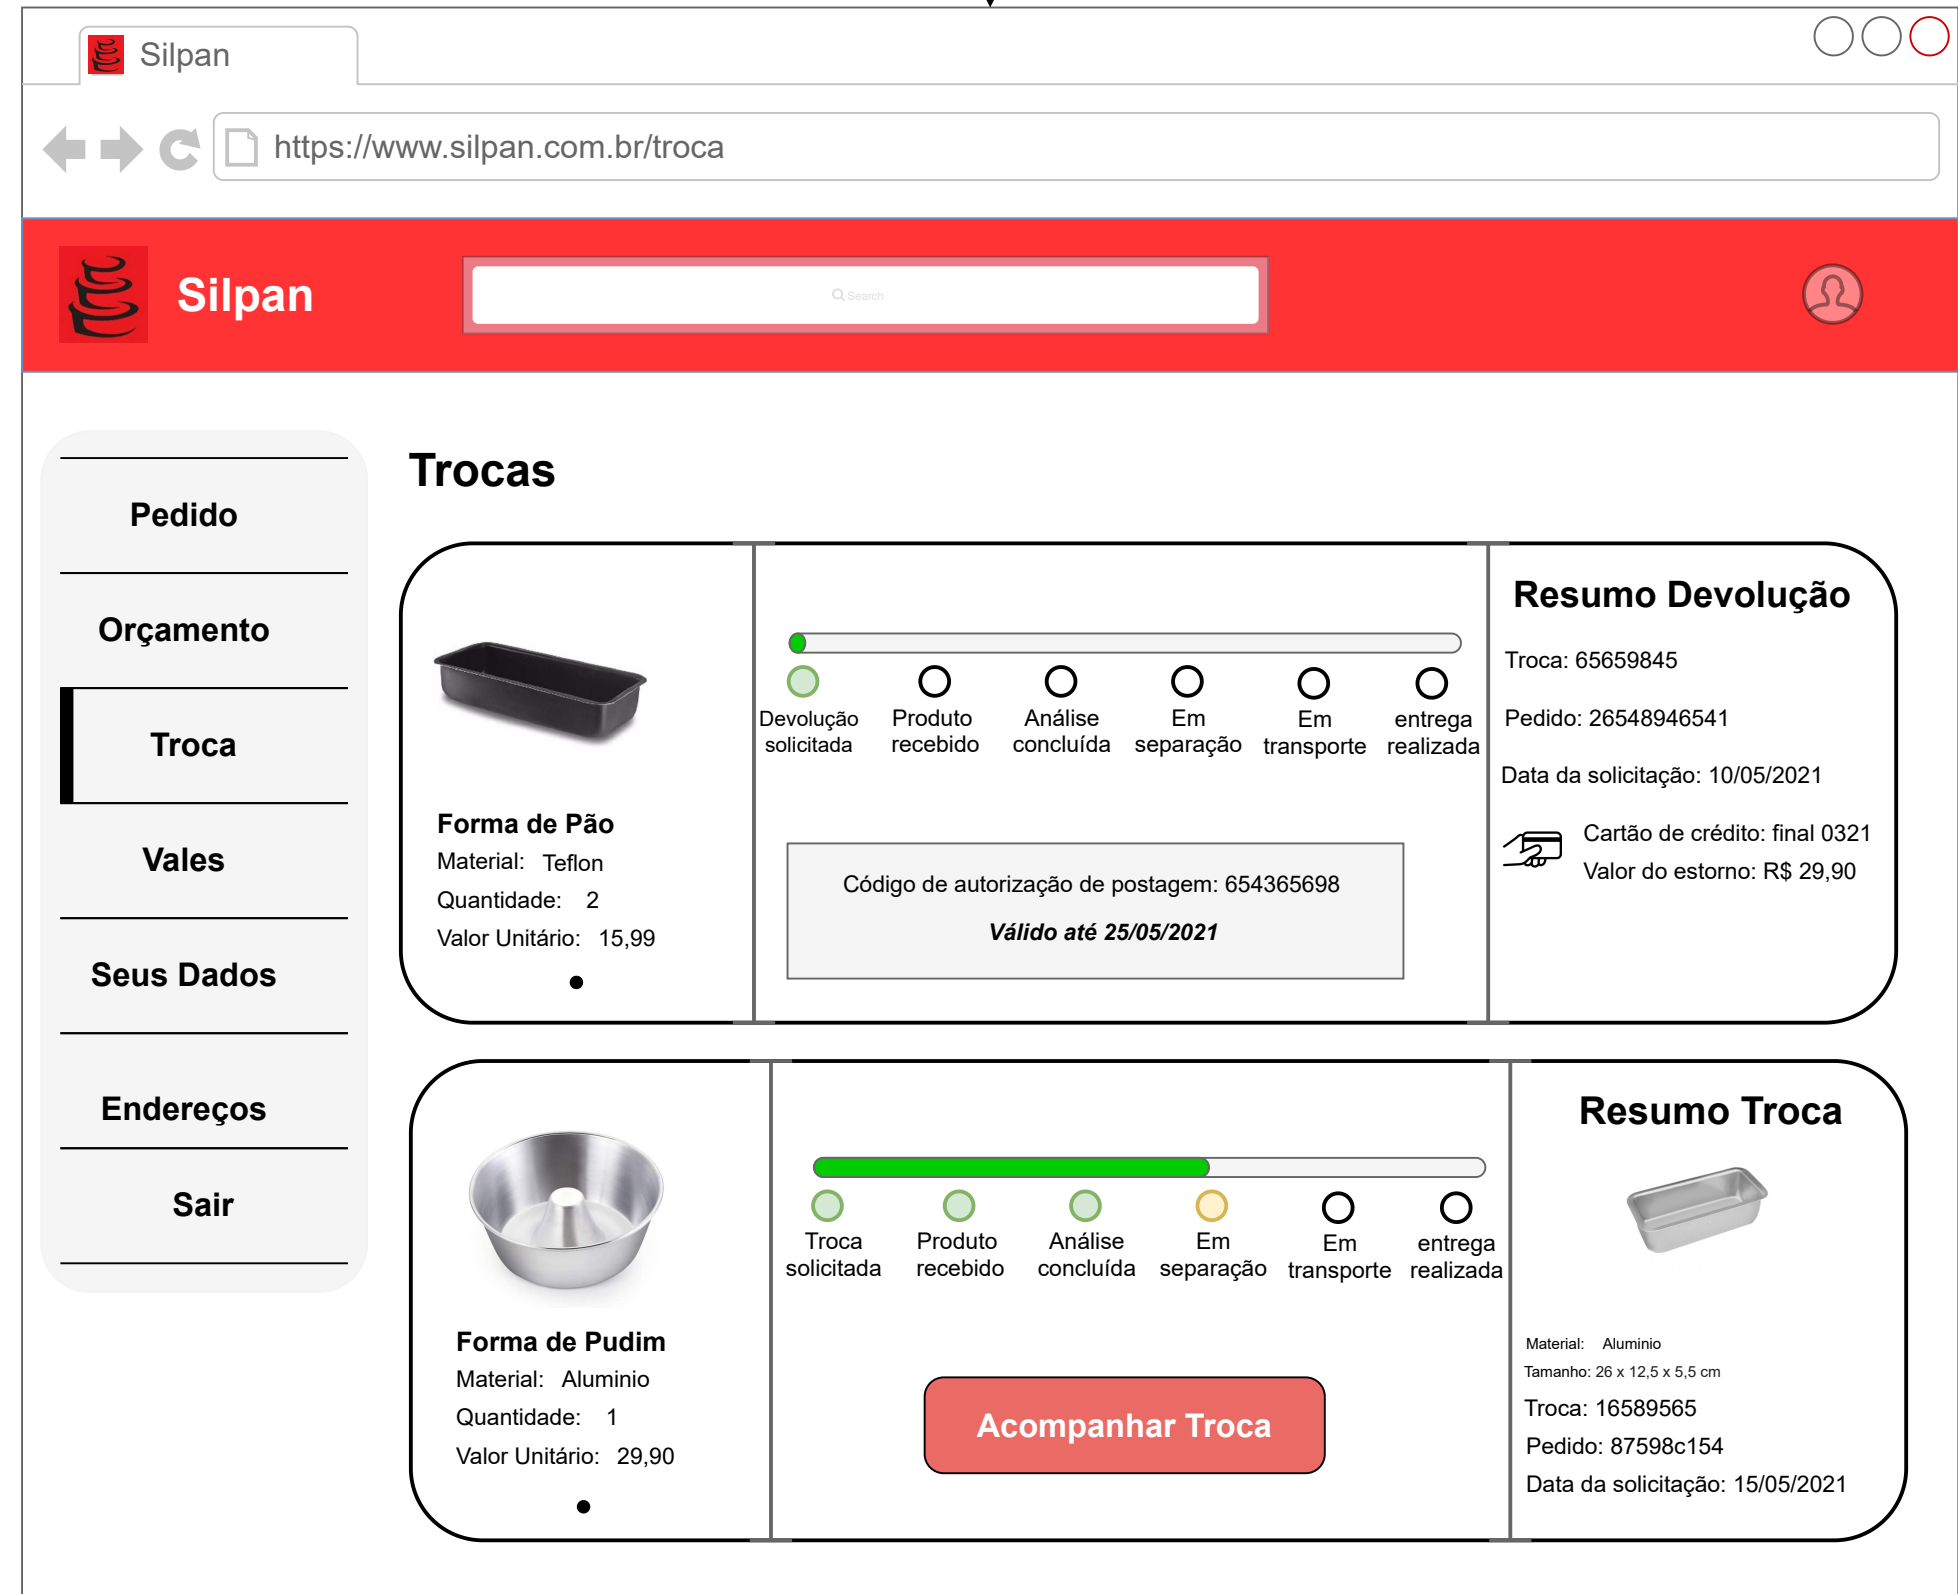 Silpan
https://www.silpan.com.br/troca
Silpan
Search
Pedido
Orçamento
Troca
Vales
Seus Dados
Endereços
Sair
Trocas
Forma de Pão
Material: Teflon
Quantidade: 2
Valor Unitário: 15,99
Devolução
solicitada
Produto
recebido
Análise
concluída
Em
separação
Em
transporte
entrega
realizada
Código de autorização de postagem: 654365698
Válido até 25/05/2021
Resumo Devolução
Troca: 65659845
Pedido: 26548946541
Data da solicitação: 10/05/2021
Cartão de crédito: final 0321
Valor do estorno: R$ 29,90
Forma de Pudim
Material: Aluminio
Quantidade: 1
Valor Unitário: 29,90
Troca
solicitada
Produto
recebido
Análise
concluída
Em
separação
Em
transporte
entrega
realizada
Acompanhar Troca
Resumo Troca
Material: Aluminio
Tamanho: 26 x 12,5 x 5,5 cm
Troca: 16589565
Pedido: 87598c154
Data da solicitação: 15/05/2021